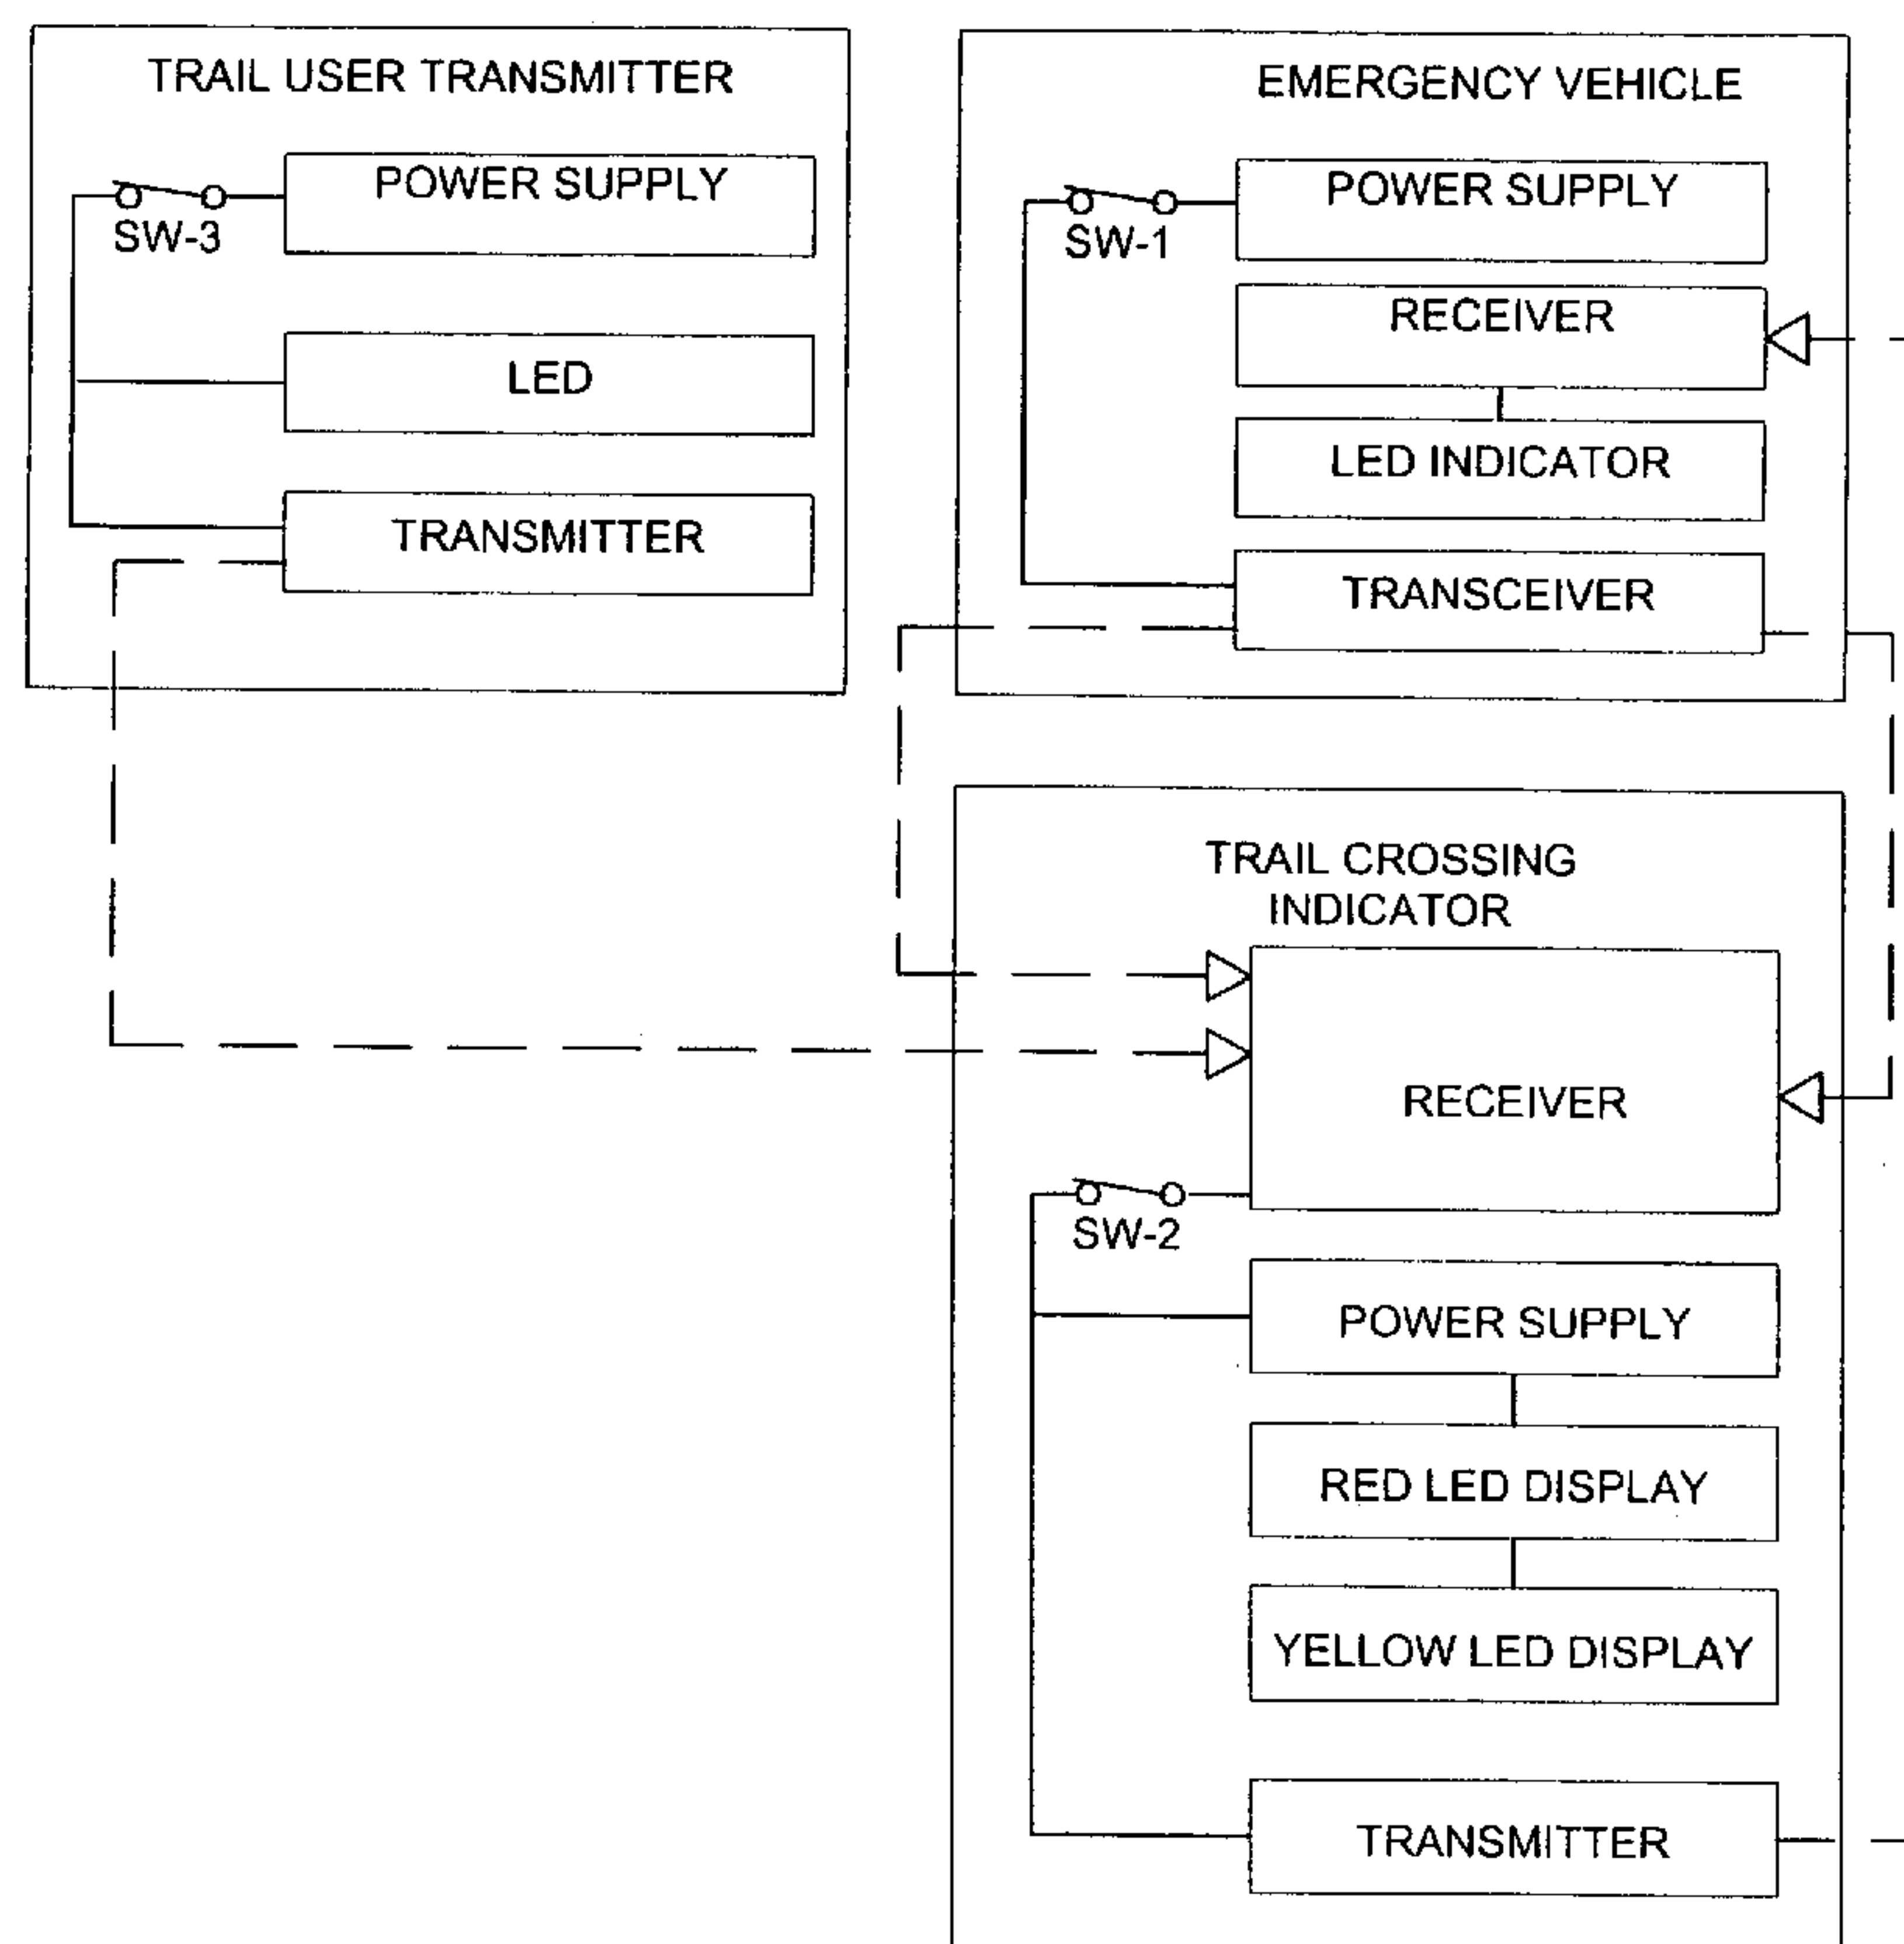 TRAIL USER TRANSMITTER
POWER SUPPLY
SW-3
LED
TRANSMITTER
EMERGENCY VEHICLE
POWER SUPPLY
SW-1
RECEIVER
LED INDICATOR
TRANSCEIVER
TRAIL CROSSING
INDICATOR
RECEIVER
SW-2
POWER SUPPLY
RED LED DISPLAY
YELLOW LED DISPLAY
TRANSMITTER